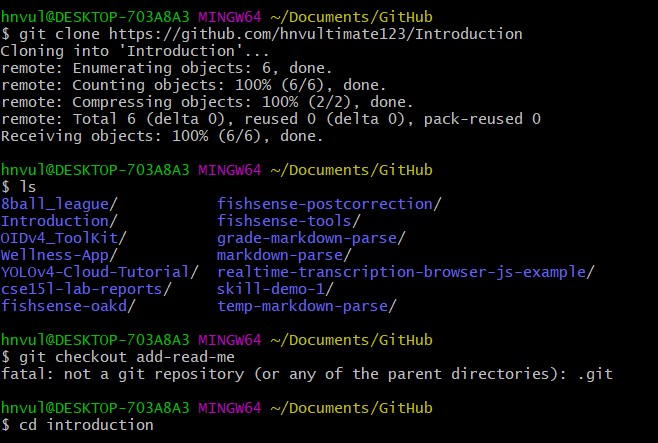 hnvul@DESKTOP-703A8A3 MINGW64 ~/Documents/GitHub
$ git clone https://github.com/hnvultimate123/Introduction
Cloning into 'Introduction'...
remote: Enumerating objects: 6, done.
remote: Counting objects: 100% (6/6), done.
remote: Compressing objects: 100% (2/2), done.
remote: Total 6 (delta 0), reused 0 (delta 0), pack-reused 0
Receiving objects: 100% (6/6), done.
hnvul@DESKTOP-703A8A3 MINGW64 ~/Documents/GitHub
$ ls
8ball_league/ fishsense-postcorrection/
Introduction/ fishsense-tools/
OIDv4_ToolKit/ grade-markdown-parse/
Wellness-App/ markdown-parse/
YOLOv4-Cloud-Tutorial/ realtime-transcription-browser-js-example/
cse15l-lab-reports/ skill-demo-1/
fishsense-oakd/ temp-markdown-parse/
hnvul@DESKTOP-703A8A3 MINGW64 ~/Documents/GitHub
$ git checkout add-read-me
fatal: not a git repository (or any of the parent directories): .git
hnvul@DESKTOP-703A8A3 MINGW64 ~/Documents/GitHub
$ cd introduction